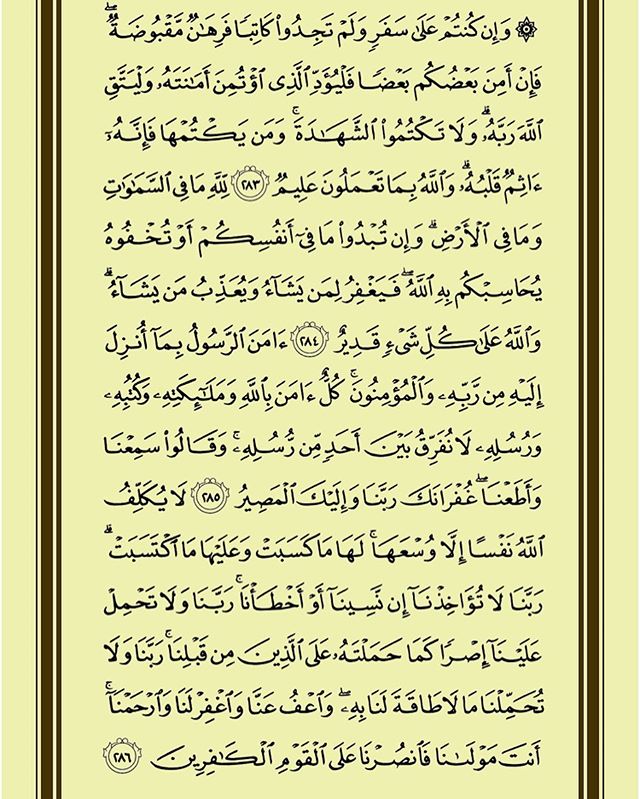 ۞ وَإِن كُنتُمْ عَلَىٰ سَفَرٍ وَلَمْ تَجِدُوا۟ كَاتِبًا فَرِهَـٰنٌ مَّقْبُوضَةٌ ۖ
فَإِنْ أَمِنَ بَعْضُكُم بَعْضًا فَلْيُؤَدِّ ٱلَّذِى ٱؤْتُمِنَ أَمَـٰنَتَهُۥ وَلْيَتَّقِ
ٱللَّهَ رَبَّهُۥ ۗ وَلَا تَكْتُمُوا۟ ٱلشَّهَـٰدَةَ ۚ وَمَن يَكْتُمْهَا فَإِنَّهُۥٓ
ءَاثِمٌ قَلْبُهُۥ ۗ وَٱللَّهُ بِمَا تَعْمَلُونَ عَلِيمٌ ٢٨٣ لِّلَّهِ مَا فِى ٱلسَّمَـٰوَٰتِ
وَمَا فِى ٱلْأَرْضِ ۗ وَإِن تُبْدُوا۟ مَا فِىٓ أَنفُسِكُمْ أَوْ تُخْفُوهُ
يُحَاسِبْكُم بِهِ ٱللَّهُ ۖ فَيَغْفِرُ لِمَن يَشَآءُ وَيُعَذِّبُ مَن يَشَآءُ ۗ
وَٱللَّهُ عَلَىٰ كُلِّ شَىْءٍ قَدِيرٌ ٢٨٤ ءَامَنَ ٱلرَّسُولُ بِمَآ أُنزِلَ
إِلَيْهِ مِن رَّبِّهِۦ وَٱلْمُؤْمِنُونَ ۚ كُلٌّ ءَامَنَ بِٱللَّهِ وَمَلَـٰٓئِكَتِهِۦ وَكُتُبِهِۦ
وَرُسُلِهِۦ لَا نُفَرِّقُ بَيْنَ أَحَدٍ مِّن رُّسُلِهِۦ ۚ وَقَالُوا۟ سَمِعْنَا
وَأَطَعْنَا ۖ غُفْرَانَكَ رَبَّنَا وَإِلَيْكَ ٱلْمَصِيرُ ٢٨٥ لَا يُكَلِّفُ
ٱللَّهُ نَفْسًا إِلَّا وُسْعَهَا ۚ لَهَا مَا كَسَبَتْ وَعَلَيْهَا مَا ٱكْتَسَبَتْ ۗ
رَبَّنَا لَا تُؤَاخِذْنَآ إِن نَّسِينَآ أَوْ أَخْطَأْنَا ۚ رَبَّنَا وَلَا تَحْمِلْ
عَلَيْنَآ إِصْرًا كَمَا حَمَلْتَهُۥ عَلَى ٱلَّذِينَ مِن قَبْلِنَا ۚ رَبَّنَا وَلَا
تُحَمِّلْنَا مَا لَا طَاقَةَ لَنَا بِهِۦ ۖ وَٱعْفُ عَنَّا وَٱغْفِرْ لَنَا وَٱرْحَمْنَآ ۚ
أَنتَ مَوْلَىٰنَا فَٱنصُرْنَا عَلَى ٱلْقَوْمِ ٱلْكَـٰفِرِينَ ٢٨٦